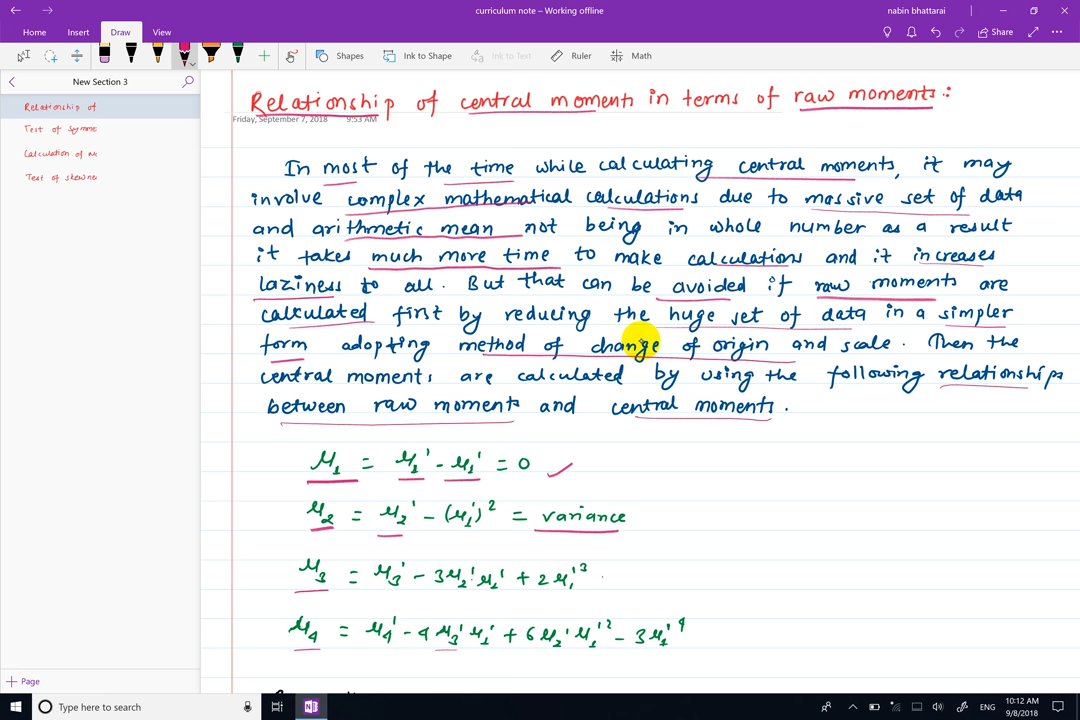 curriculum note – Working offline
nabin bhattarai
Home Insert Draw View
Share
Ink to Shape
Shapes Ink to Text Ruler Math
New Section 3
Relationship of
Test of Symme
Calculation of
Test of skewne
Page
Relationship of central moments in terms of raw moments:
Friday, September 7, 2018 9:53 AM
In most of the time while calculating central moments, it may
involve complex mathematical calculations due to massive set of data
and arithmetic mean not being in whole number as a result
it takes much more time to make calculations and it increases
laziness to all. But that can be avoided if raw moments are
calculated first by reducing the huge set of data in a simpler
form adopting method of change of origin and scale. Then the
central moments are calculated by using the following relationships
between raw moments and central moments.
μ₁ = μ₁' - μ₁' = 0 ✓
μ₂ = μ₂' - (μ₁')² = variance
μ₃ = μ₃' - 3μ₂'μ₁' + 2μ₁'³
μ₄ = μ₄' - 4μ₃'μ₁' + 6μ₂'μ₁'² - 3μ₁'⁴
Type here to search
ENG
10:12 AM
9/8/2018